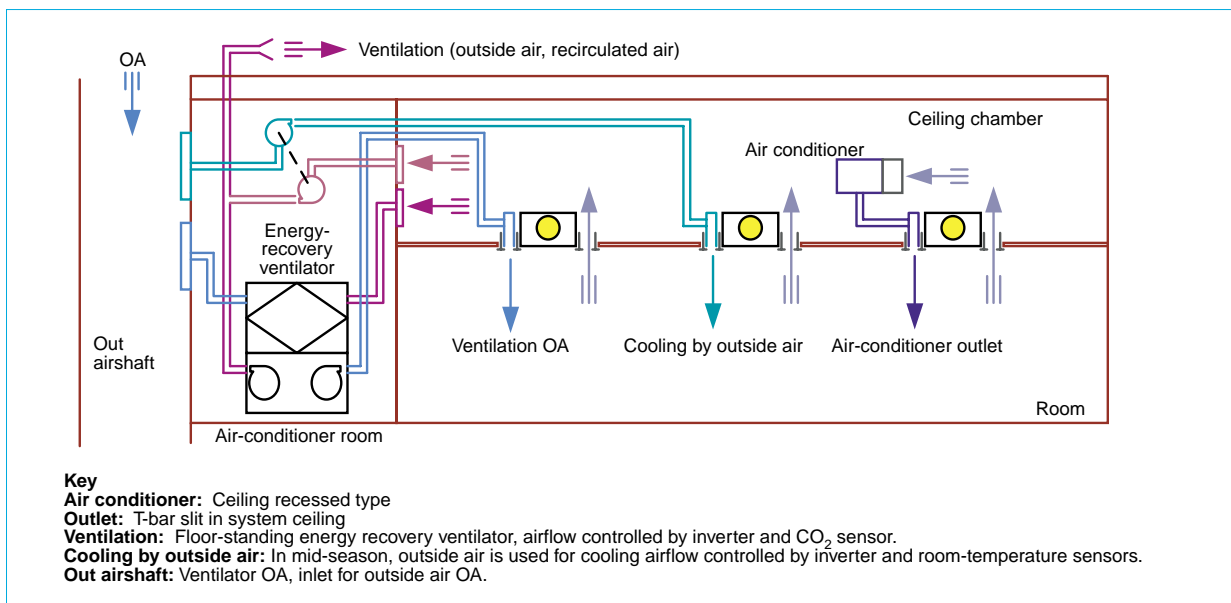 Ventilation (outside air, recirculated air)
OA
Ceiling chamber
Air conditioner
Energy-
recovery
ventilator
Out
airshaft
Ventilation OA
Cooling by outside air
Air-conditioner outlet
Room
Air-conditioner room
Key
Air conditioner: Ceiling recessed type
Outlet: T-bar slit in system ceiling
Ventilation: Floor-standing energy recovery ventilator, airflow controlled by inverter and CO2 sensor.
Cooling by outside air: In mid-season, outside air is used for cooling airflow controlled by inverter and room-temperature sensors.
Out airshaft: Ventilator OA, inlet for outside air OA.